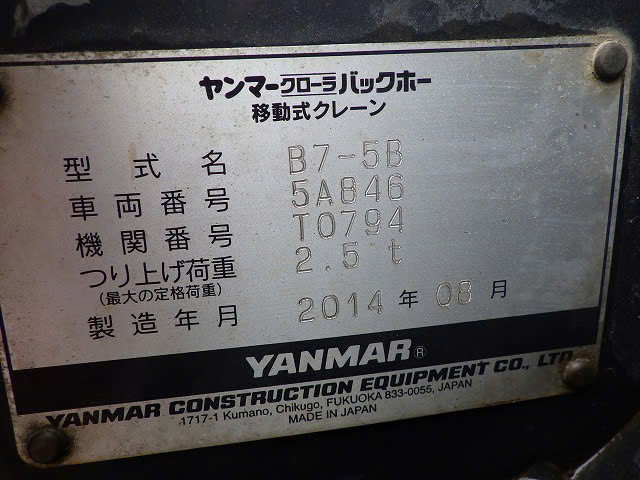 ヤンマークローラバックホー
移動式クレーン
型式名 B7-5B
車両番号 5A846
機関番号 T0794
つり上げ荷重 2.5 t
(最大の定格荷重)
製造年月 2014 年 08 月
YANMAR®
YANMAR CONSTRUCTION EQUIPMENT CO., LTD.
1717-1 Kumano, Chikugo, FUKUOKA 833-0055, JAPAN
MADE IN JAPAN